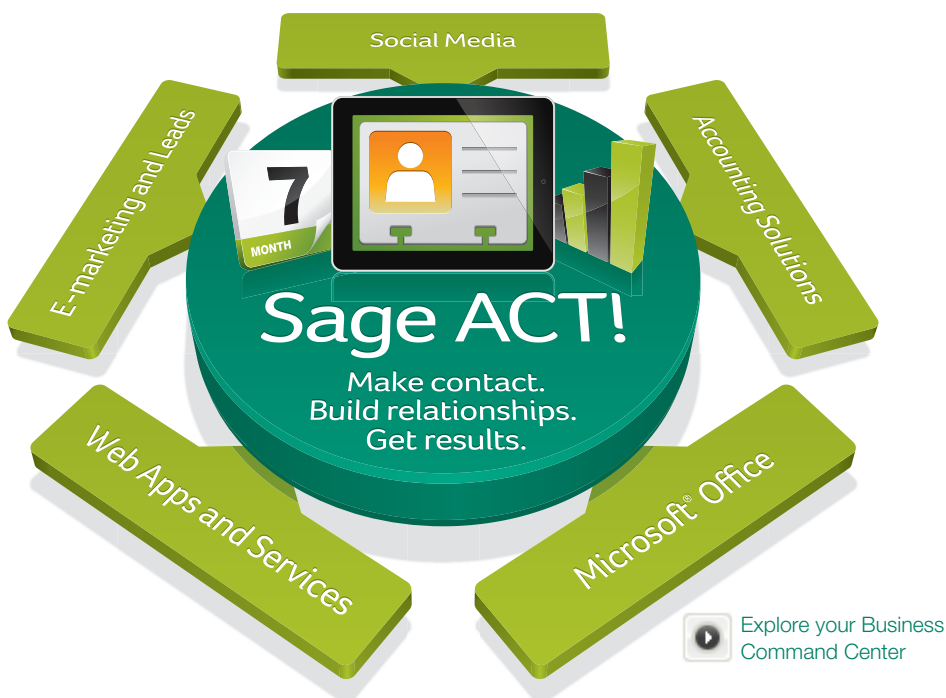 Social Media
E-marketing and Leads
Accounting Solutions
7
MONTH
Sage ACT!
Make contact.
Build relationships.
Get results.
Web Apps and Services
Microsoft® Office
Explore your Business
Command Center